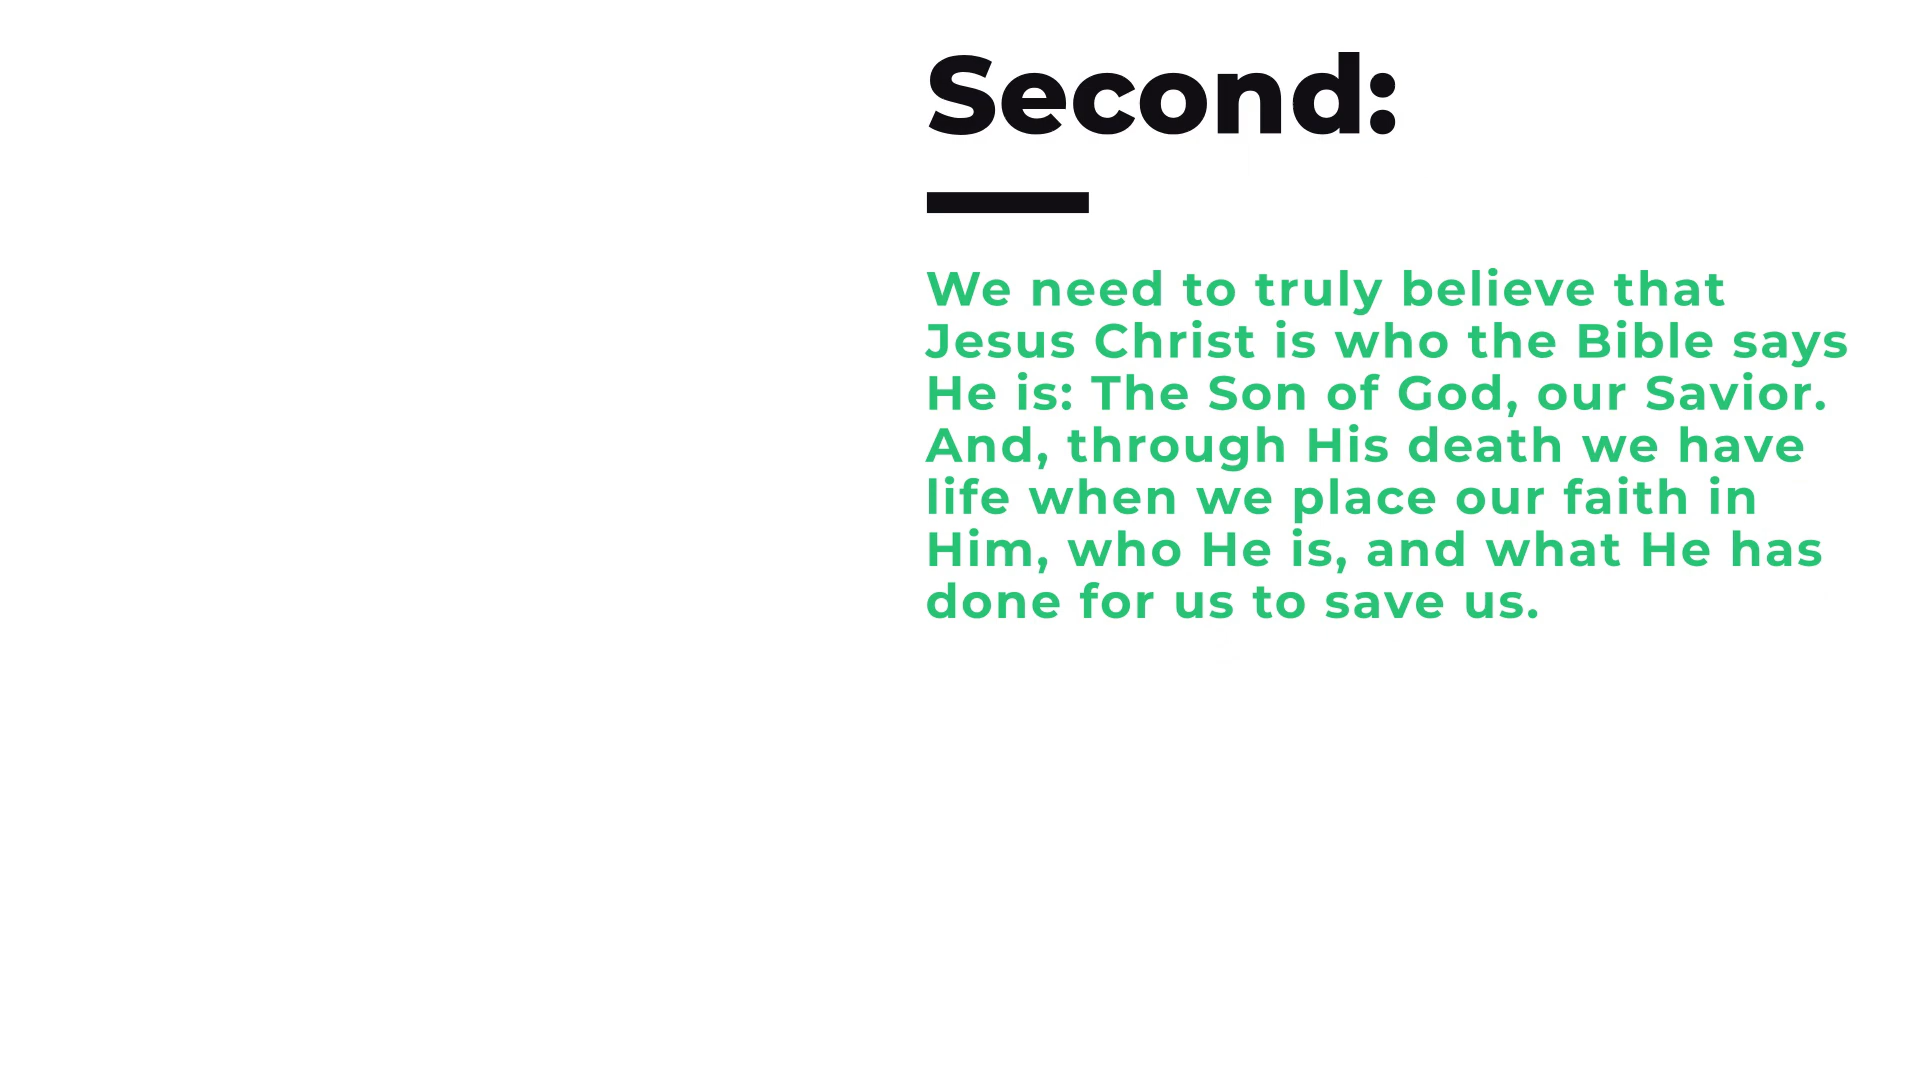 Second:
We need to truly believe that
Jesus Christ is who the Bible says
He is: The Son of God, our Savior.
And, through His death we have
life when we place our faith in
Him, who He is, and what He has
done for us to save us.